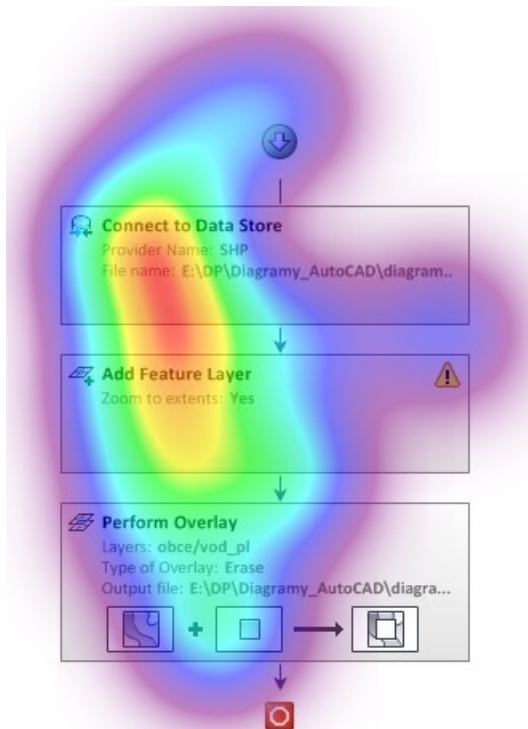 Connect to Data Store
Provider Name: SHP
File name: E:\DP\Diagramy_AutoCAD\diagram..
Add Feature Layer
Zoom to extents: Yes
Perform Overlay
Layers: obce/vod_pl
Type of Overlay: Erase
Output file: E:\DP\Diagramy_AutoCAD\diagra...